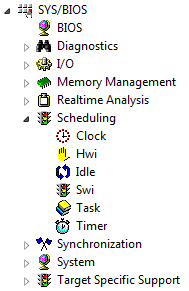 SYS/BIOS
BIOS
Diagnostics
I/O
Memory Management
Realtime Analysis
Scheduling
Clock
Hwi
Idle
Swi
Task
Timer
Synchronization
System
Target Specific Support